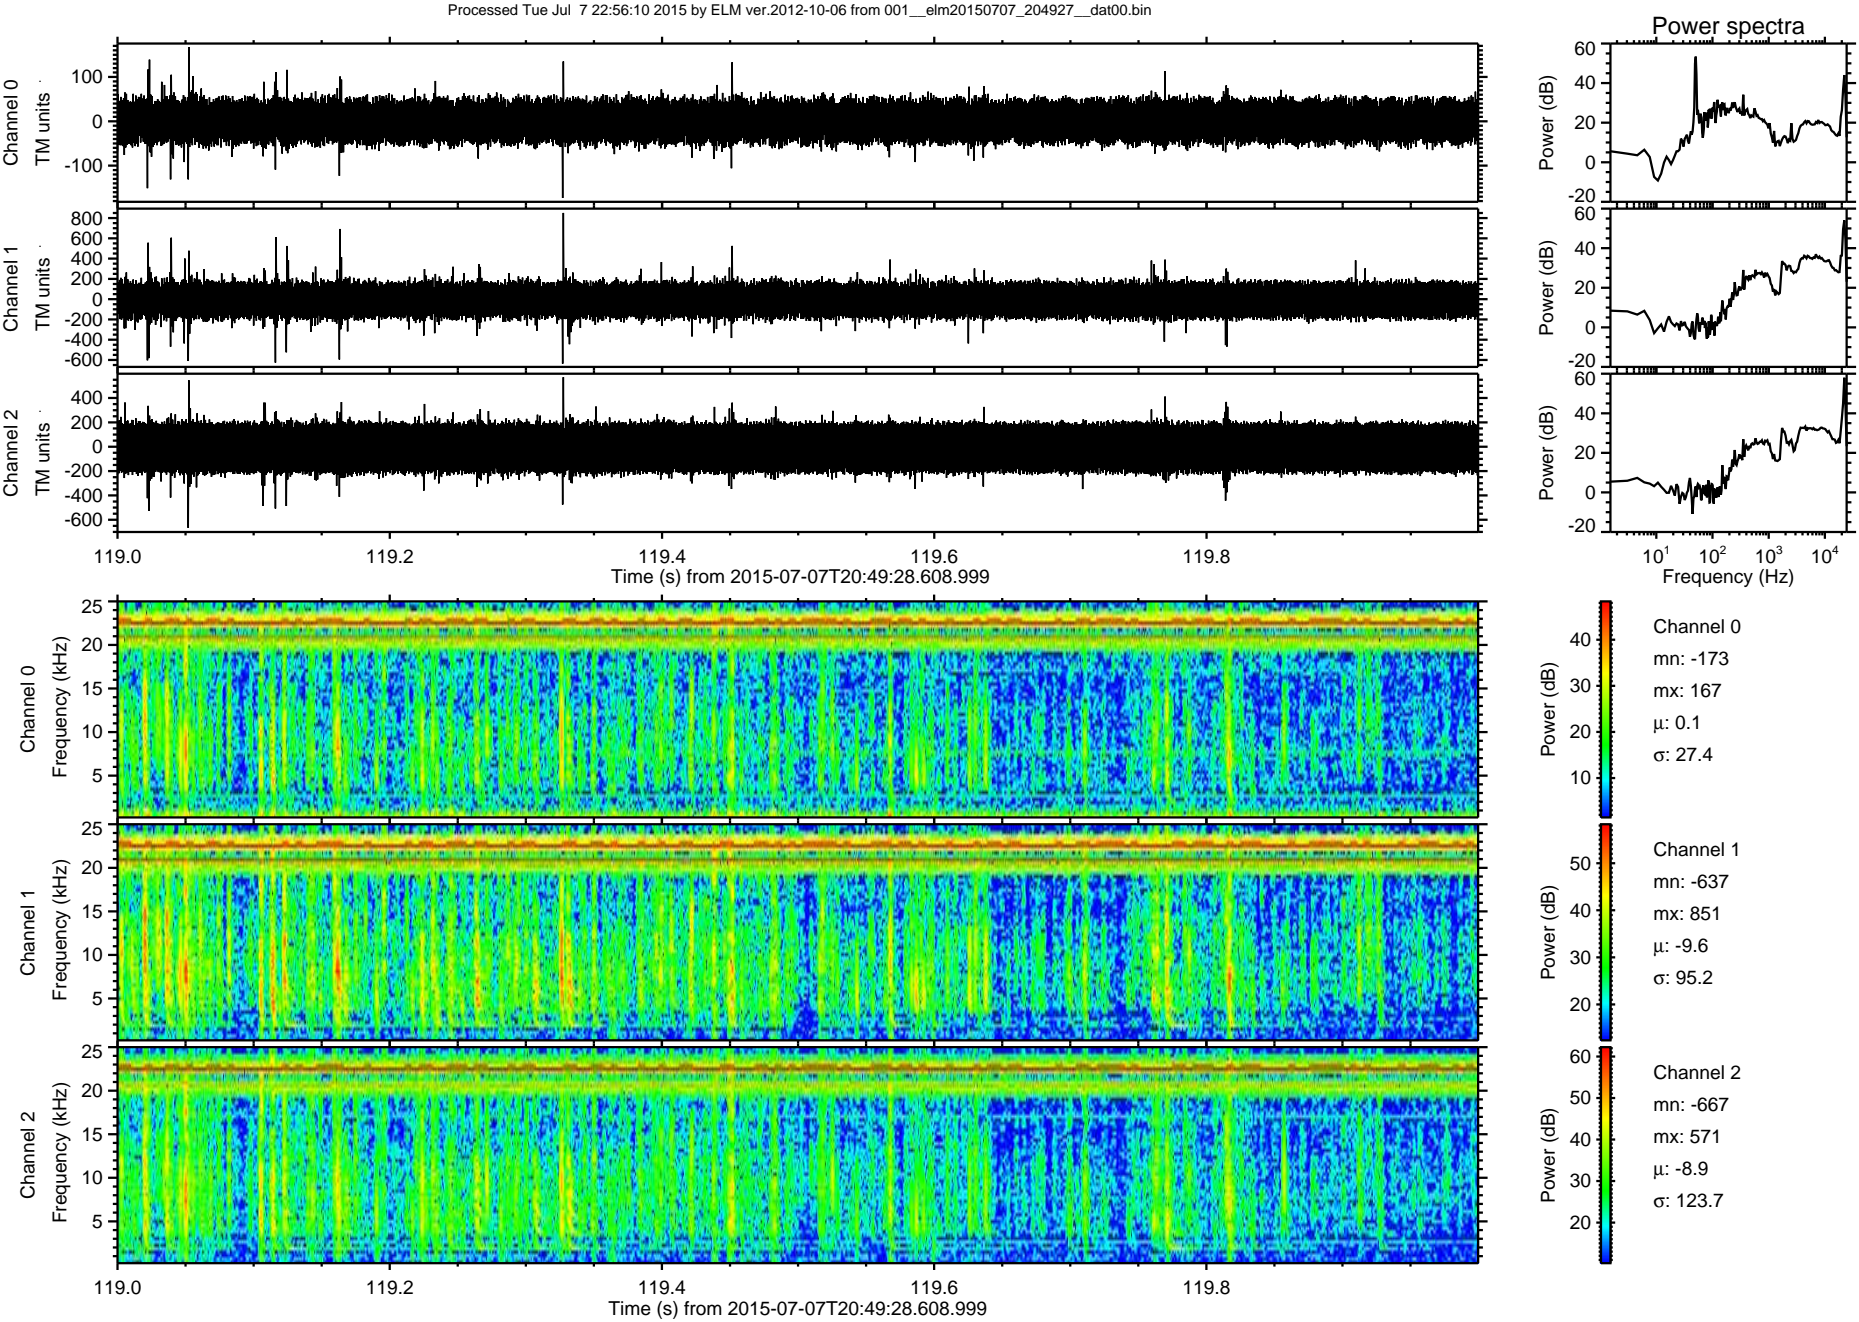 Processed Tue Jul  7 22:56:10 2015 by ELM ver.2012-10-06 from 001__elm20150707_204927__dat00.bin
Power spectra
Channel 0
TM units
100
0
-100
Power (dB)
60
40
20
0
-20
Channel 1
TM units
800
600
400
200
0
-200
-400
-600
Power (dB)
60
40
20
0
-20
Channel 2
TM units
400
200
0
-200
-400
-600
Power (dB)
60
40
20
0
-20
119.0 119.2 119.4 119.6 119.8
Time (s) from 2015-07-07T20:49:28.608.999
10¹ 10² 10³ 10⁴
Frequency (Hz)
Channel 0
Frequency (kHz)
25
20
15
10
5
Power (dB)
40
30
20
10
Channel 0
mn: -173
mx: 167
μ: 0.1
σ: 27.4
Channel 1
Frequency (kHz)
25
20
15
10
5
Power (dB)
50
40
30
20
Channel 1
mn: -637
mx: 851
μ: -9.6
σ: 95.2
Channel 2
Frequency (kHz)
25
20
15
10
5
Power (dB)
60
50
40
30
20
Channel 2
mn: -667
mx: 571
μ: -8.9
σ: 123.7
119.0 119.2 119.4 119.6 119.8
Time (s) from 2015-07-07T20:49:28.608.999